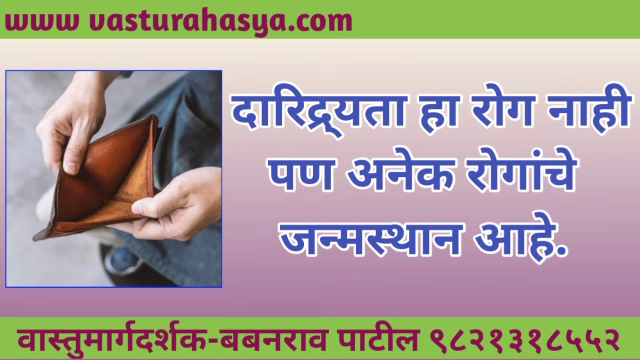 www vasturahasya.com
दारिद्र्यता हा रोग नाही
पण अनेक रोगांचे
जन्मस्थान आहे.
वास्तुमार्गदर्शक-बबनराव पाटील ९८२१३१८५५२